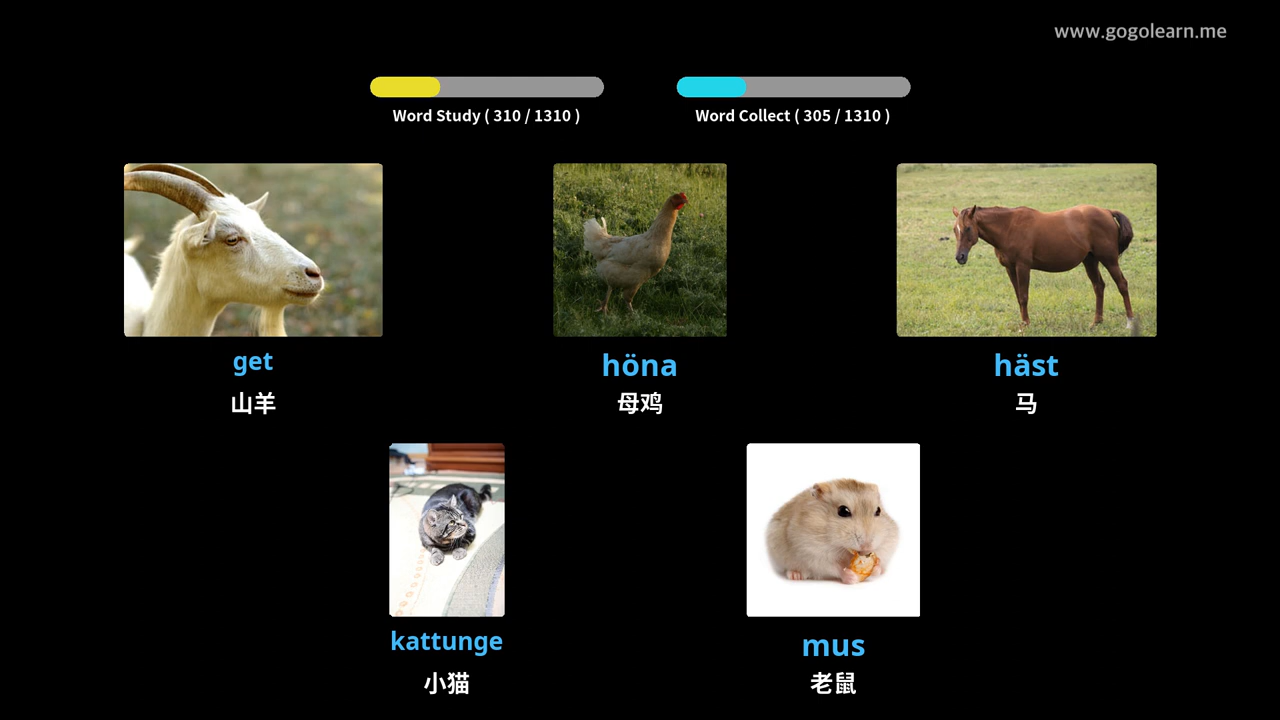 www.gogolearn.me
Word Study ( 310 / 1310 )
Word Collect ( 305 / 1310 )
get
山羊
höna
母鸡
häst
马
kattunge
小猫
mus
老鼠